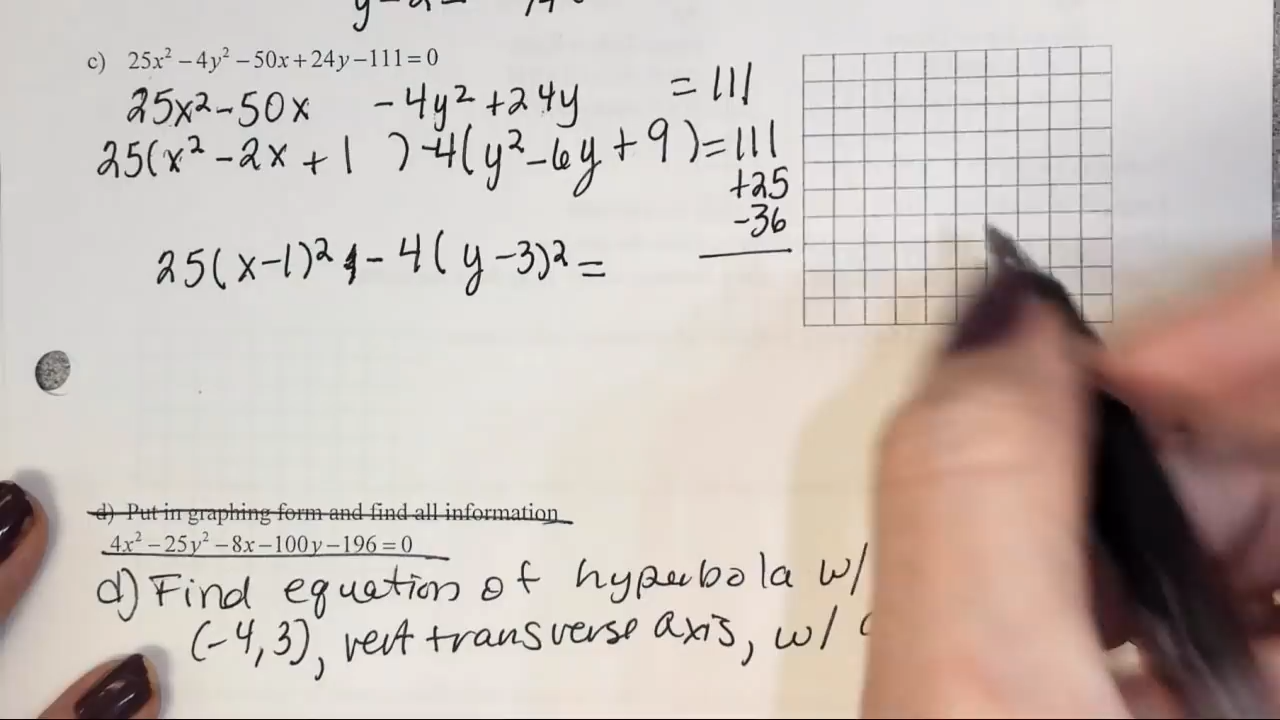 c) 25x² − 4y² − 50x + 24y − 111 = 0
25x² − 50x − 4y² + 24y = 111
25(x² − 2x + 1 ) − 4(y² − 6y + 9) = 111
+25
−36
25(x−1)² − 4(y−3)² =
d) Put in graphing form and find all information
4x² − 25y² − 8x − 100y − 196 = 0
d) Find equation of hyperbola w/
(−4,3), vert transverse axis, w/